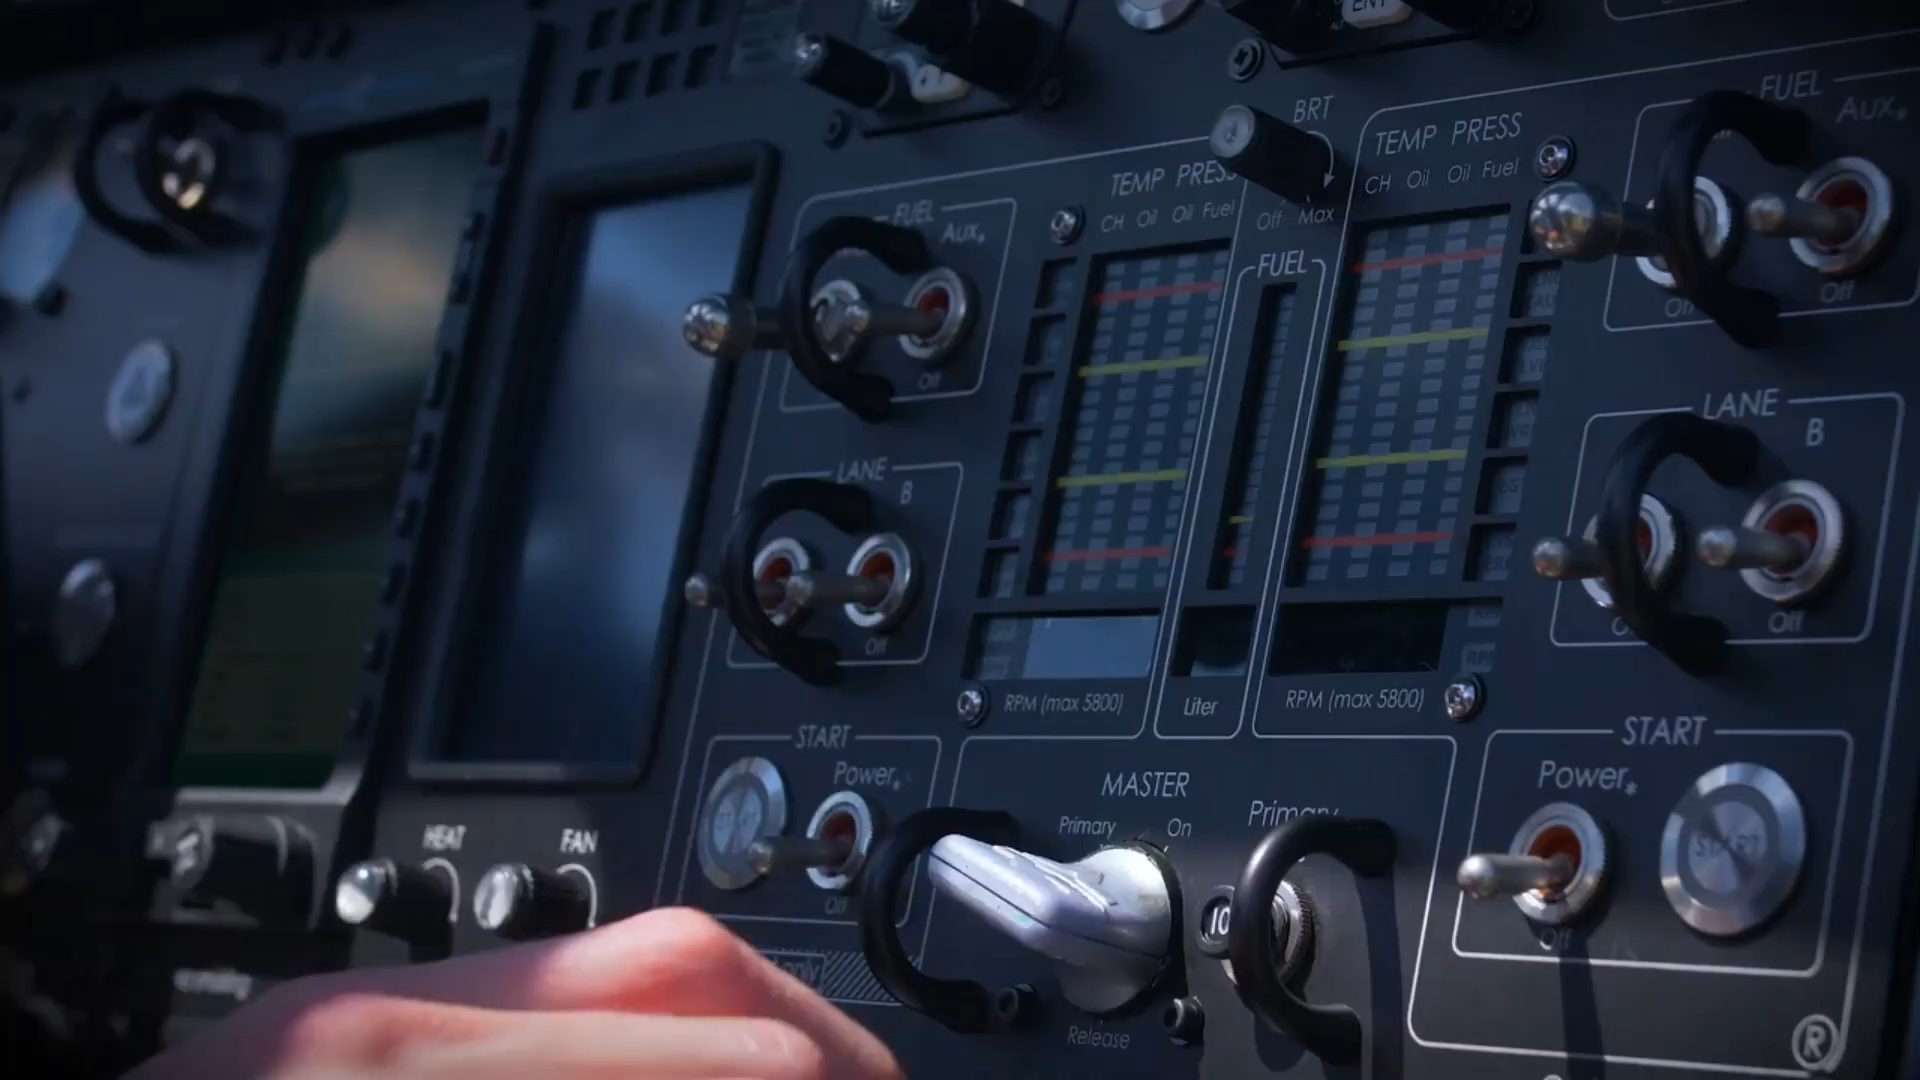 ENT
BRT
Off Max
FUEL
Aux.
Off
TEMP PRESS
CH Oil Oil Fuel
FUEL
TEMP PRESS
CH Oil Oil Fuel
FUEL
Aux.
Off
LANE
B
Off
LANE
B
Off
RPM (max 5800)
Liter
RPM (max 5800)
START
Power
Off
MASTER
Primary On
Primary
10
Release
START
Power
Off
START
HEAT
FAN
®